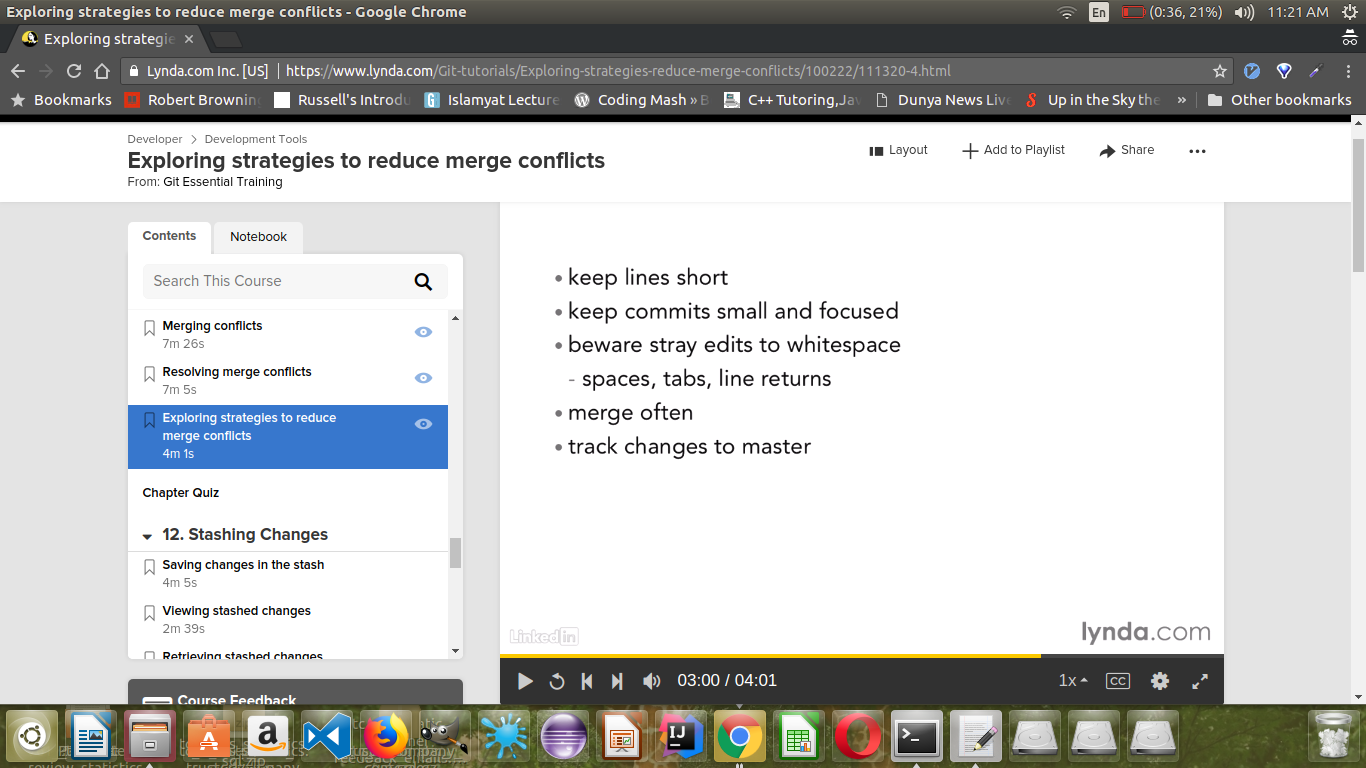 Exploring strategies to reduce merge conflicts - Google Chrome
En
(0:36, 21%)
11:21 AM
Exploring strategie
Lynda.com Inc. [US]
https://www.lynda.com/Git-tutorials/Exploring-strategies-reduce-merge-conflicts/100222/111320-4.html
Bookmarks
Robert Browning
Russell's Introdu
Islamyat Lecture
Coding Mash » B
C++ Tutoring,Jav
Dunya News Live
Up in the Sky the
»
Other bookmarks
Developer > Development Tools
Exploring strategies to reduce merge conflicts
From: Git Essential Training
Layout
Add to Playlist
Share
Contents
Notebook
Search This Course
Merging conflicts
7m 26s
Resolving merge conflicts
7m 5s
Exploring strategies to reduce
merge conflicts
4m 1s
Chapter Quiz
12. Stashing Changes
Saving changes in the stash
4m 5s
Viewing stashed changes
2m 39s
Retrieving stashed changes
Course Feedback
• keep lines short
• keep commits small and focused
• beware stray edits to whitespace
- spaces, tabs, line returns
• merge often
• track changes to master
LinkedIn
lynda.com
03:00 / 04:01
1x
CC